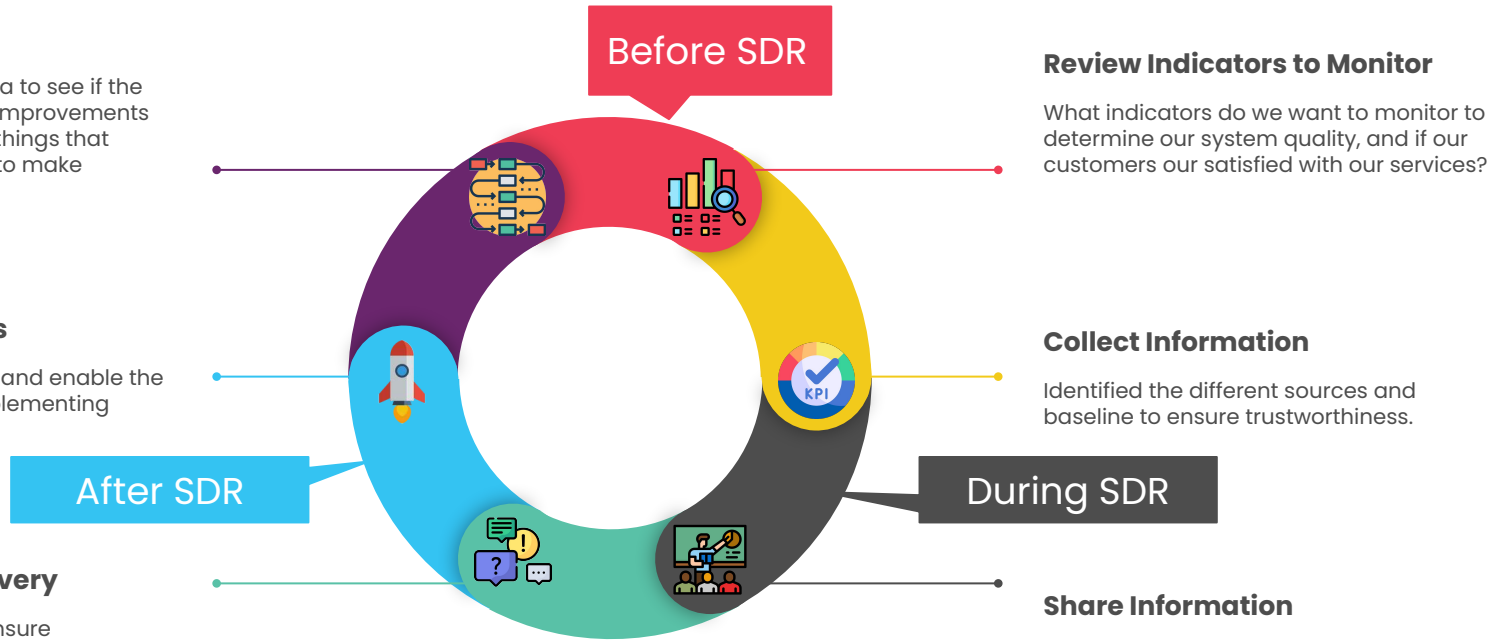 Before SDR
Review Indicators to Monitor
What indicators do we want to monitor to
determine our system quality, and if our
customers our satisfied with our services?
a to see if the
mprovements
things that
to make
s
and enable the
plementing
KPI
Collect Information
Identified the different sources and
baseline to ensure trustworthiness.
After SDR
During SDR
!
?
very
nsure
Share Information